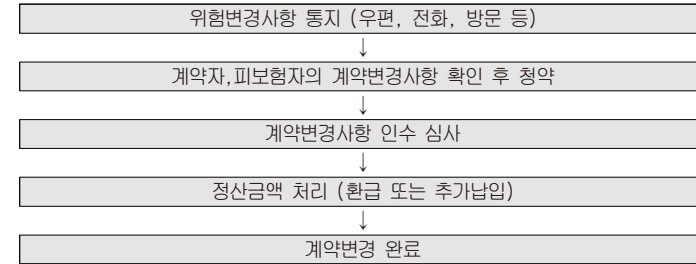 위험변경사항 통지 (우편, 전화, 방문 등)
↓
계약자,피보험자의 계약변경사항 확인 후 청약
↓
계약변경사항 인수 심사
↓
정산금액 처리 (환급 또는 추가납입)
↓
계약변경 완료